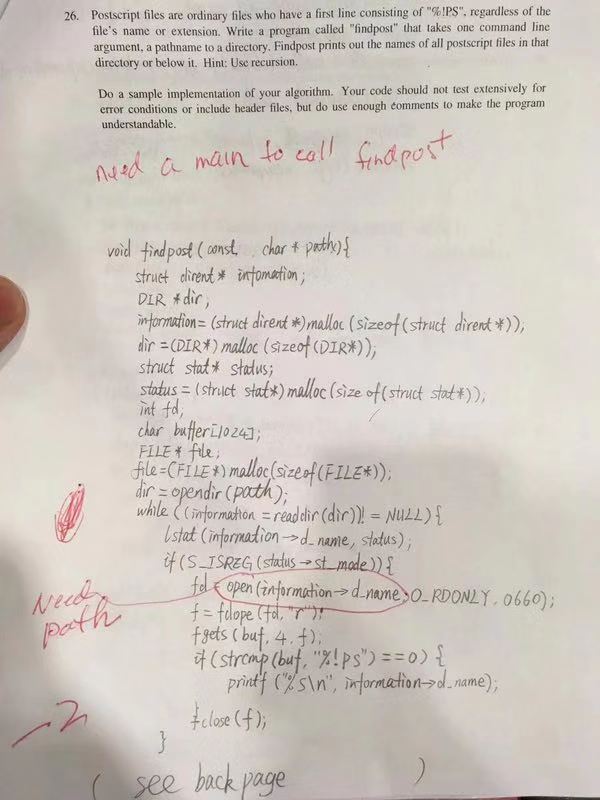 26. Postscript files are ordinary files who have a first line consisting of "%!PS", regardless of the
file's name or extension. Write a program called "findpost" that takes one command line
argument, a pathname to a directory. Findpost prints out the names of all postscript files in that
directory or below it. Hint: Use recursion.
Do a sample implementation of your algorithm. Your code should not test extensively for
error conditions or include header files, but do use enough comments to make the program
understandable.
need a main to call findpost
void findpost(const char * path){
struct dirent * infomation;
DIR *dir;
information=(struct dirent *)malloc(sizeof(struct dirent *));
dir=(DIR*)malloc(sizeof(DIR*));
struct stat* status;
status=(struct stat*)malloc(size of(struct stat*));
int fd;
char buffer[1024];
FILE* file;
file=(FILE*)malloc(sizeof(FILE*));
dir=opendir(path);
while((information=readdir(dir))!=NULL){
lstat(information→d_name, status);
if(S_ISREG(status→st_mode)){
fd=open(information→d_name, O_RDONLY, 0660);
Need path
f=fdope(fd,"r");
fgets(buf, 4, f);
if(strcmp(buf, "%!ps")==0){
printf("%s\n", information→d_name);
}
fclose(f);
-2
}
(see back page)